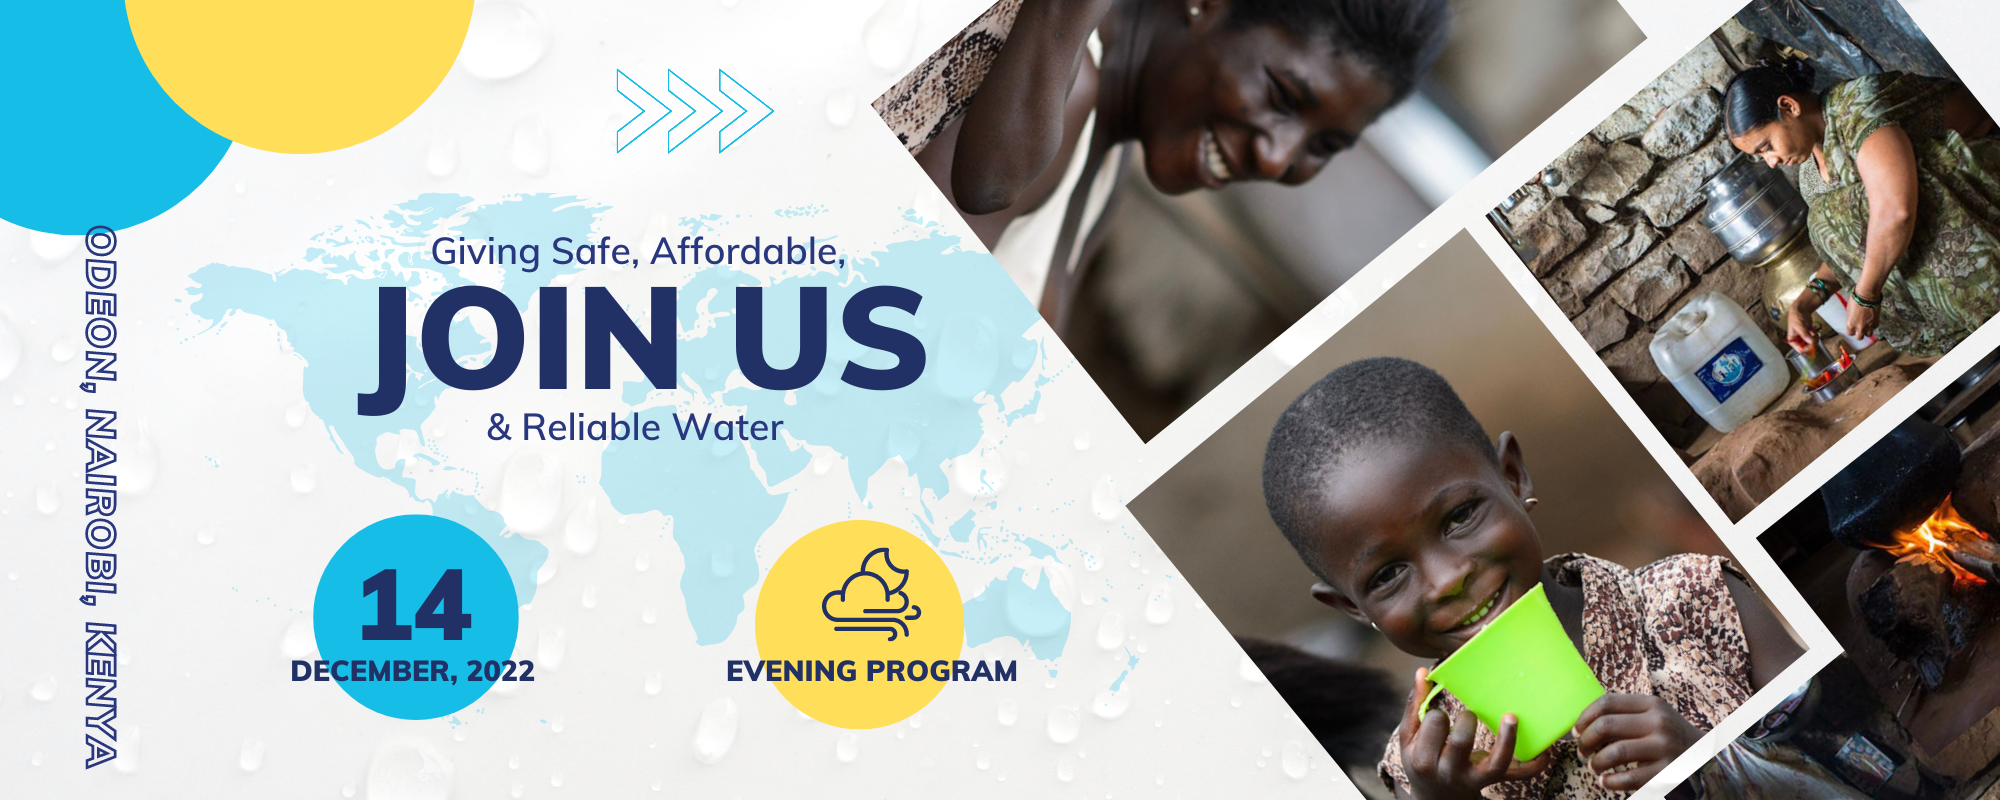 Giving Safe, Affordable,
JOIN US
& Reliable Water
14
DECEMBER, 2022
EVENING PROGRAM
ODEON, NAIROBI, KENYA